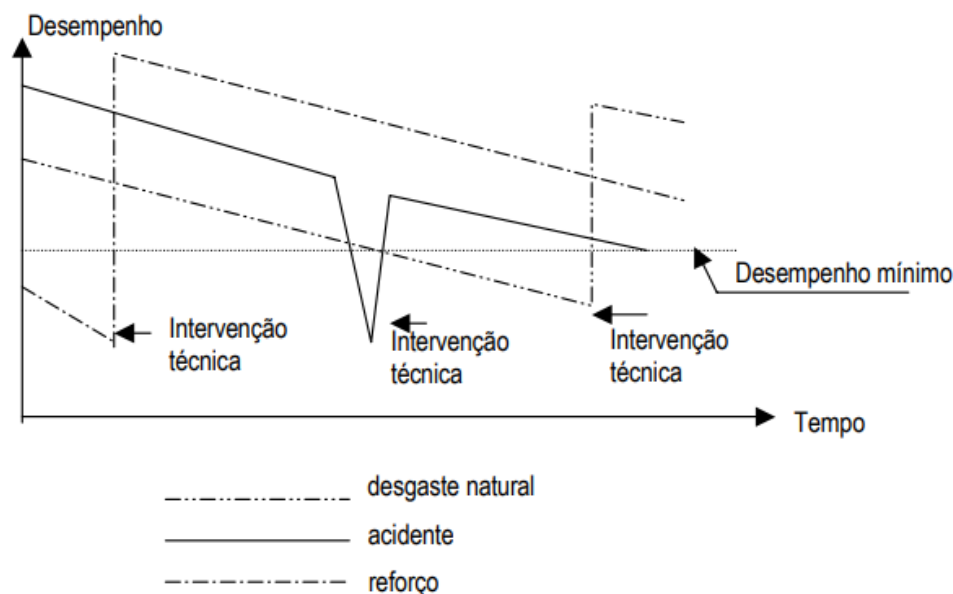 Desempenho
Desempenho mínimo
Intervenção
técnica
Intervenção
técnica
Intervenção
técnica
Tempo
desgaste natural
acidente
reforço